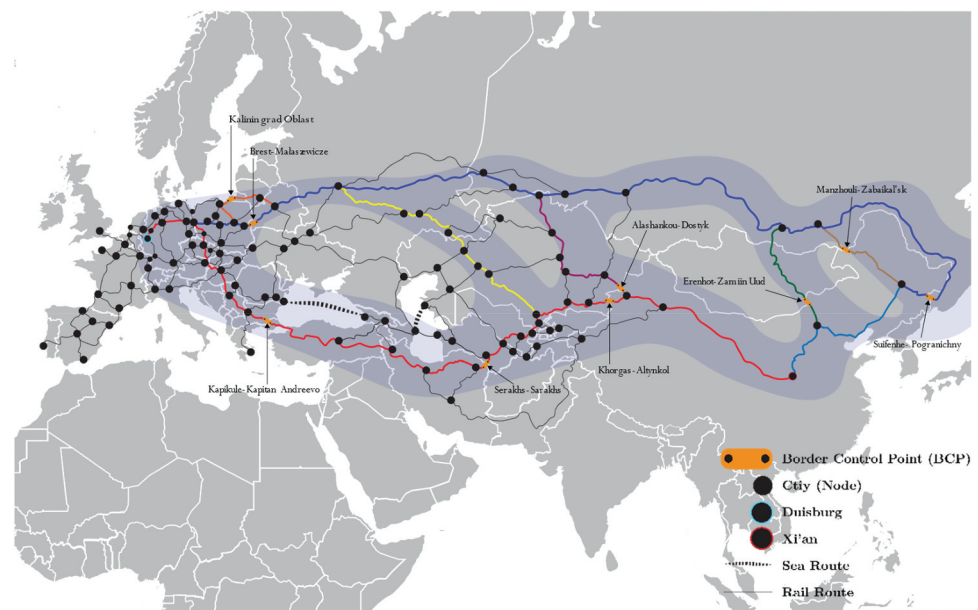 Kaliningrad Oblast
Brest-Malaszewicze
Manzhouli-Zabaikal'sk
Alashankou-Dostyk
Erenhot-Zamiin Uud
Suifenhe-Pogranichny
Khorgas-Altynkol
Serakhs-Sarakhs
Kapikule-Kapitan Andreevo
Border Control Point (BCP)
Ctiy (Node)
Duisburg
Xi'an
Sea Route
Rail Route